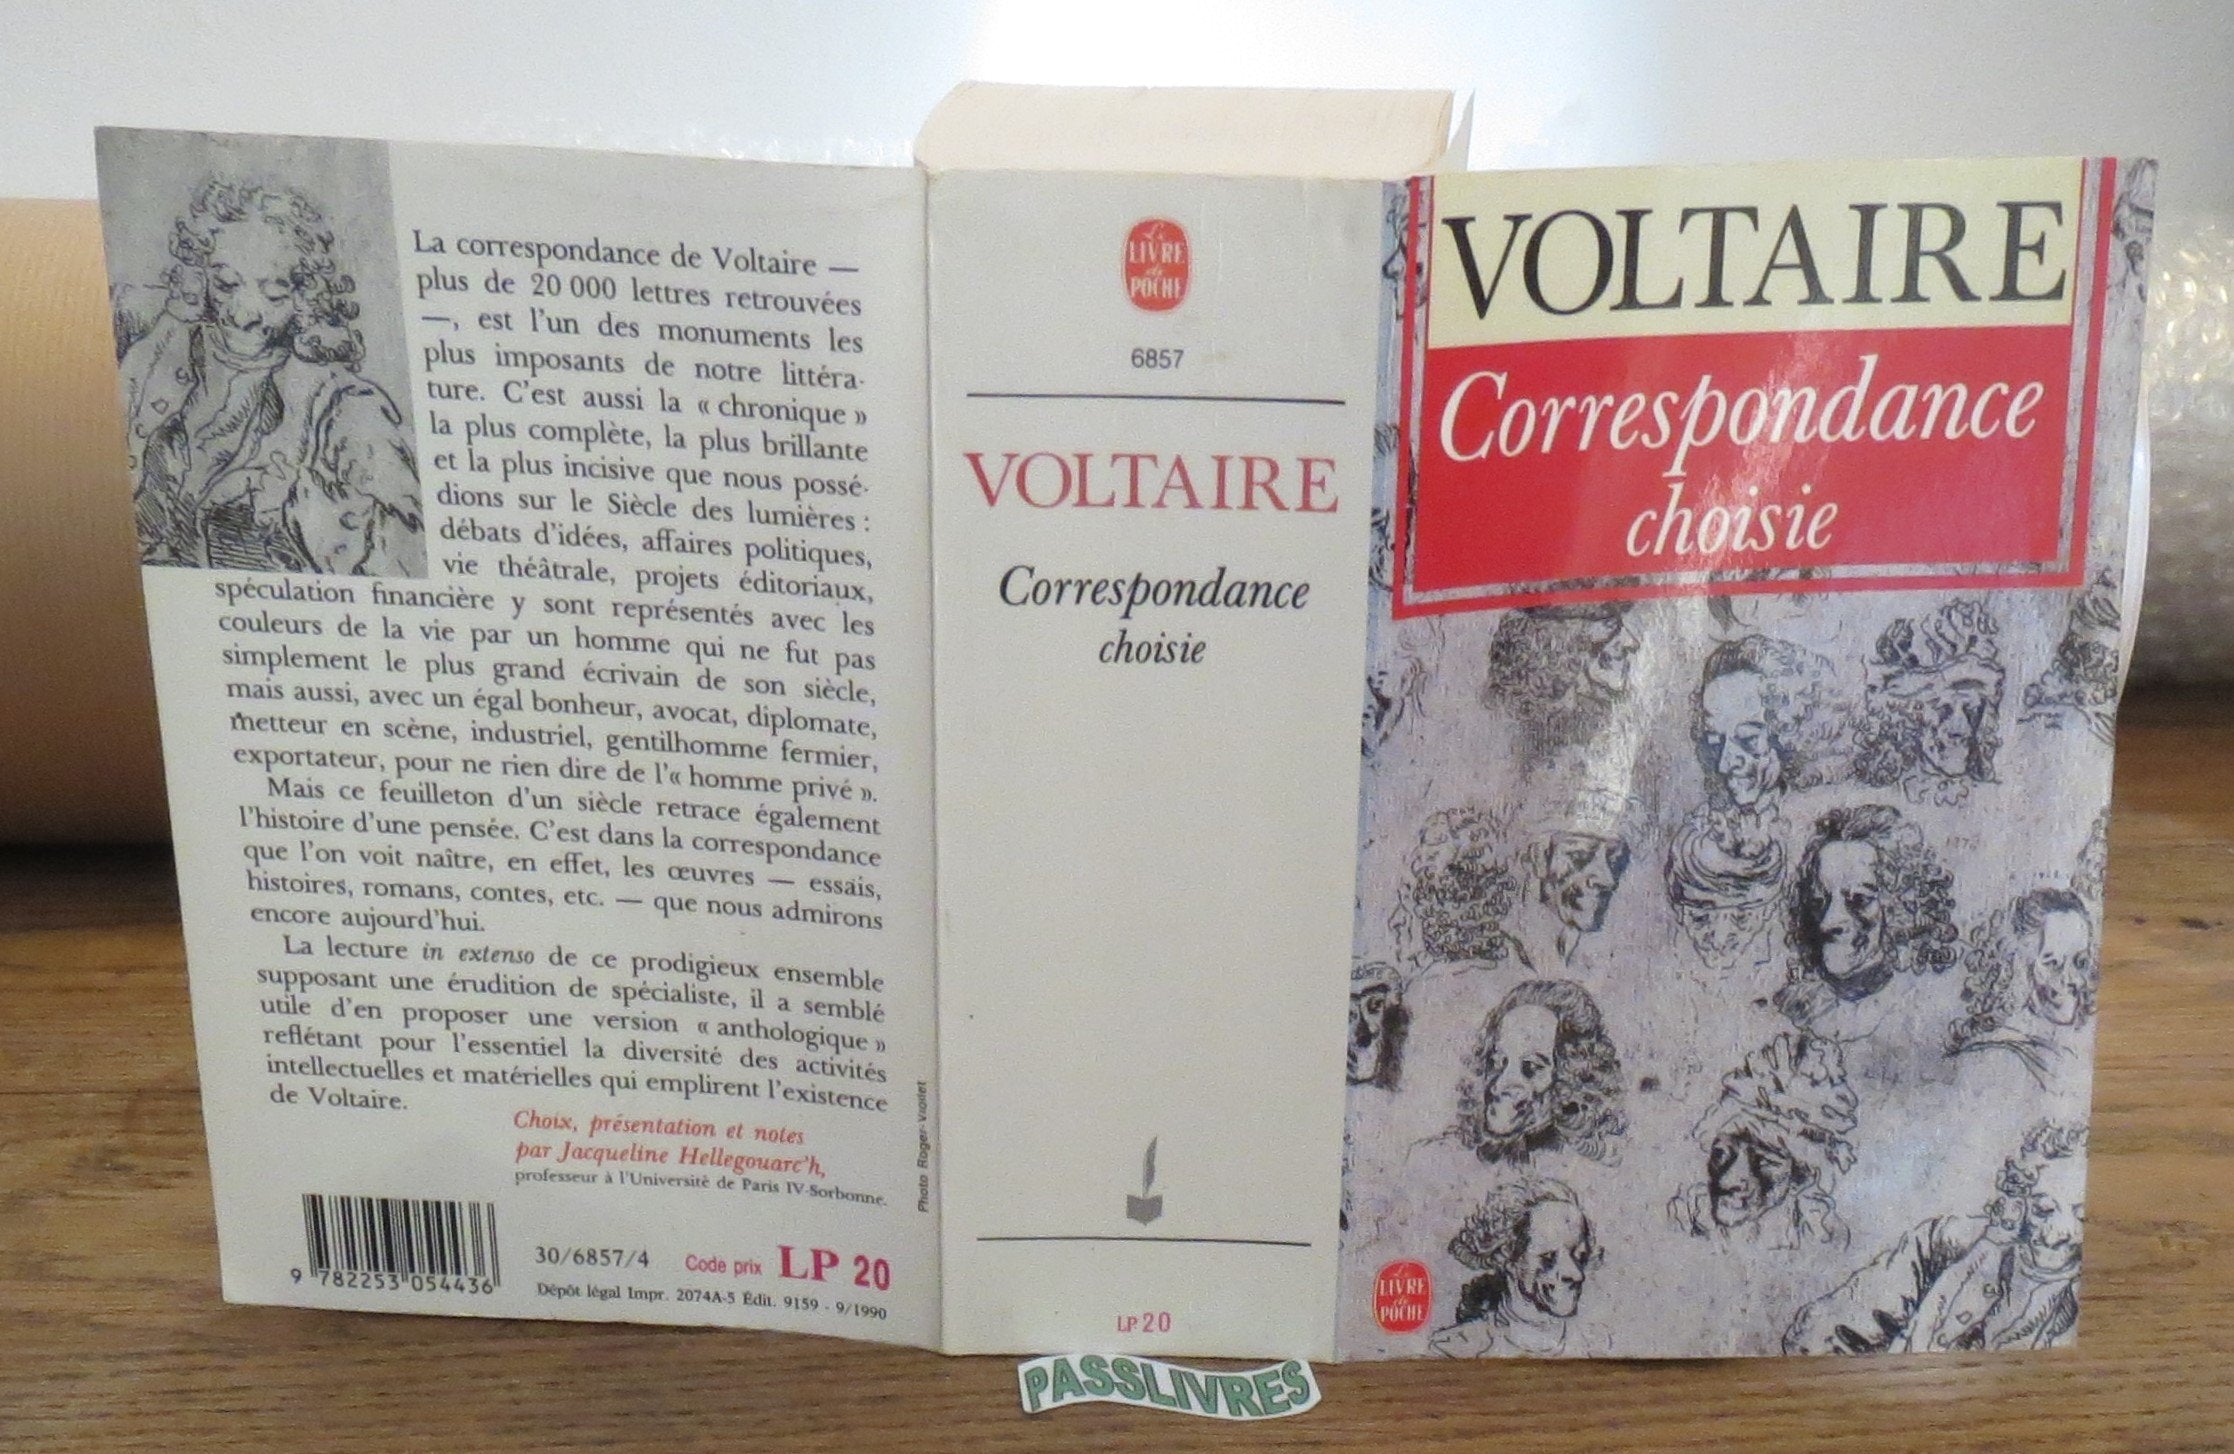 La correspondance de Voltaire —
plus de 20 000 lettres retrouvées
—, est l'un des monuments les
plus imposants de notre littéra-
ture. C'est aussi la « chronique »
la plus complète, la plus brillante
et la plus incisive que nous possé-
dions sur le Siècle des lumières :
débats d'idées, affaires politiques,
vie théâtrale, projets éditoriaux,
spéculation financière y sont représentés avec les
couleurs de la vie par un homme qui ne fut pas
simplement le plus grand écrivain de son siècle,
mais aussi, avec un égal bonheur, avocat, diplomate,
metteur en scène, industriel, gentilhomme fermier,
exportateur, pour ne rien dire de l'« homme privé ».
Mais ce feuilleton d'un siècle retrace également
l'histoire d'une pensée. C'est dans la correspondance
que l'on voit naître, en effet, les œuvres — essais,
histoires, romans, contes, etc. — que nous admirons
encore aujourd'hui.
La lecture in extenso de ce prodigieux ensemble
supposant une érudition de spécialiste, il a semblé
utile d'en proposer une version « anthologique »
reflétant pour l'essentiel la diversité des activités
intellectuelles et matérielles qui emplirent l'existence
de Voltaire.
Choix, présentation et notes
par Jacqueline Hellegouarc'h,
professeur à l'Université de Paris IV-Sorbonne.
Photo Roger-Viollet
9 782253 054436
30/6857/4 Code prix LP 20
Dépôt légal Impr. 2074A-5 Édit. 9159 - 9/1990
Le
LIVRE
de
POCHE
6857
VOLTAIRE
Correspondance
choisie
LP 20
VOLTAIRE
Correspondance
choisie
Le
LIVRE
de
POCHE
PASSLIVRES